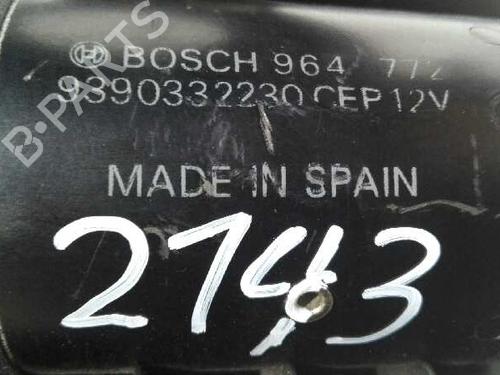 BOSCH 964 772
9390332230 CEP 12V
MADE IN SPAIN
2743
B-PARTS